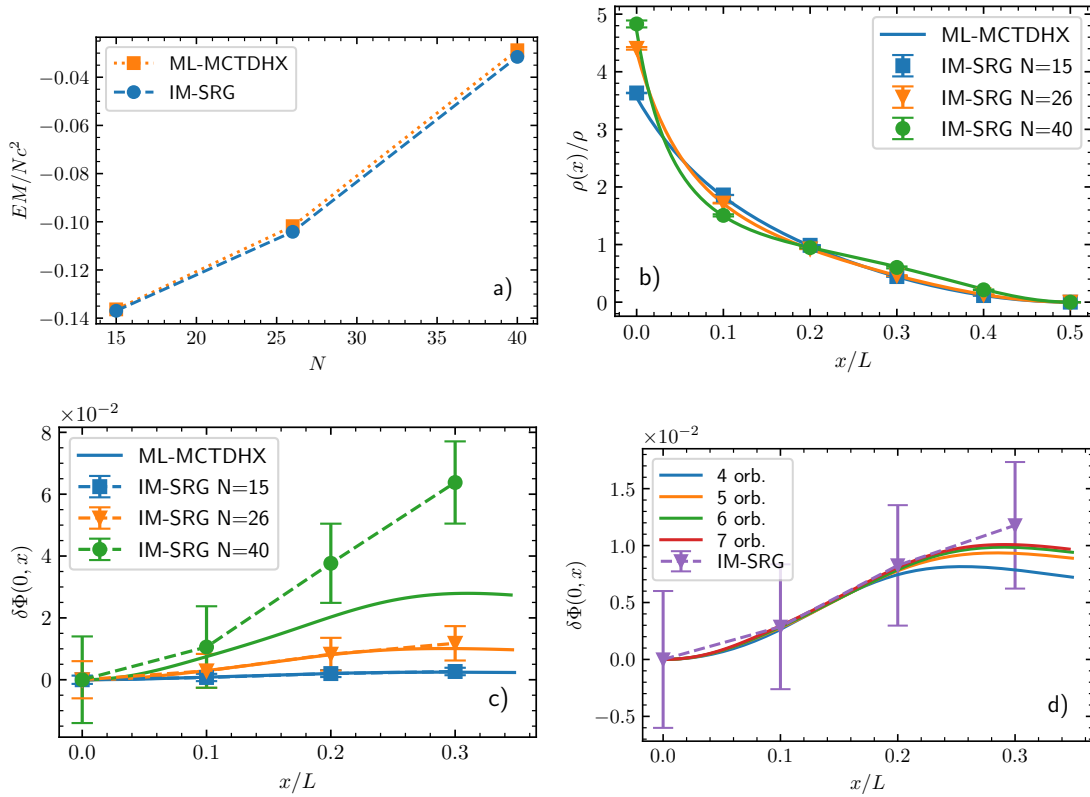 EM/Nc²
−0.04
−0.06
−0.08
−0.10
−0.12
−0.14
15 20 25 30 35 40
N
ML-MCTDHX
IM-SRG
a)
ρ(x)/ρ
5
4
3
2
1
0
0.0 0.1 0.2 0.3 0.4 0.5
x/L
ML-MCTDHX
IM-SRG N=15
IM-SRG N=26
IM-SRG N=40
b)
×10⁻²
δΦ(0, x)
8
6
4
2
0
0.0 0.1 0.2 0.3
x/L
ML-MCTDHX
IM-SRG N=15
IM-SRG N=26
IM-SRG N=40
c)
×10⁻²
δΦ(0, x)
1.5
1.0
0.5
0.0
−0.5
0.0 0.1 0.2 0.3
x/L
4 orb.
5 orb.
6 orb.
7 orb.
IM-SRG
d)